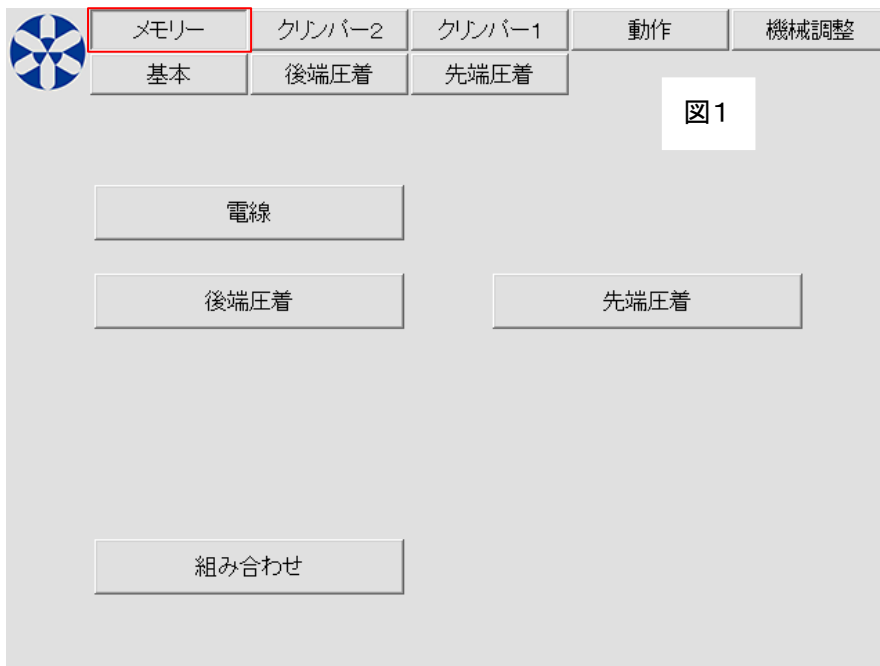 メモリー クリンパー2 クリンパー1 動作 機械調整
基本 後端圧着 先端圧着
図1
電線
後端圧着 先端圧着
組み合わせ